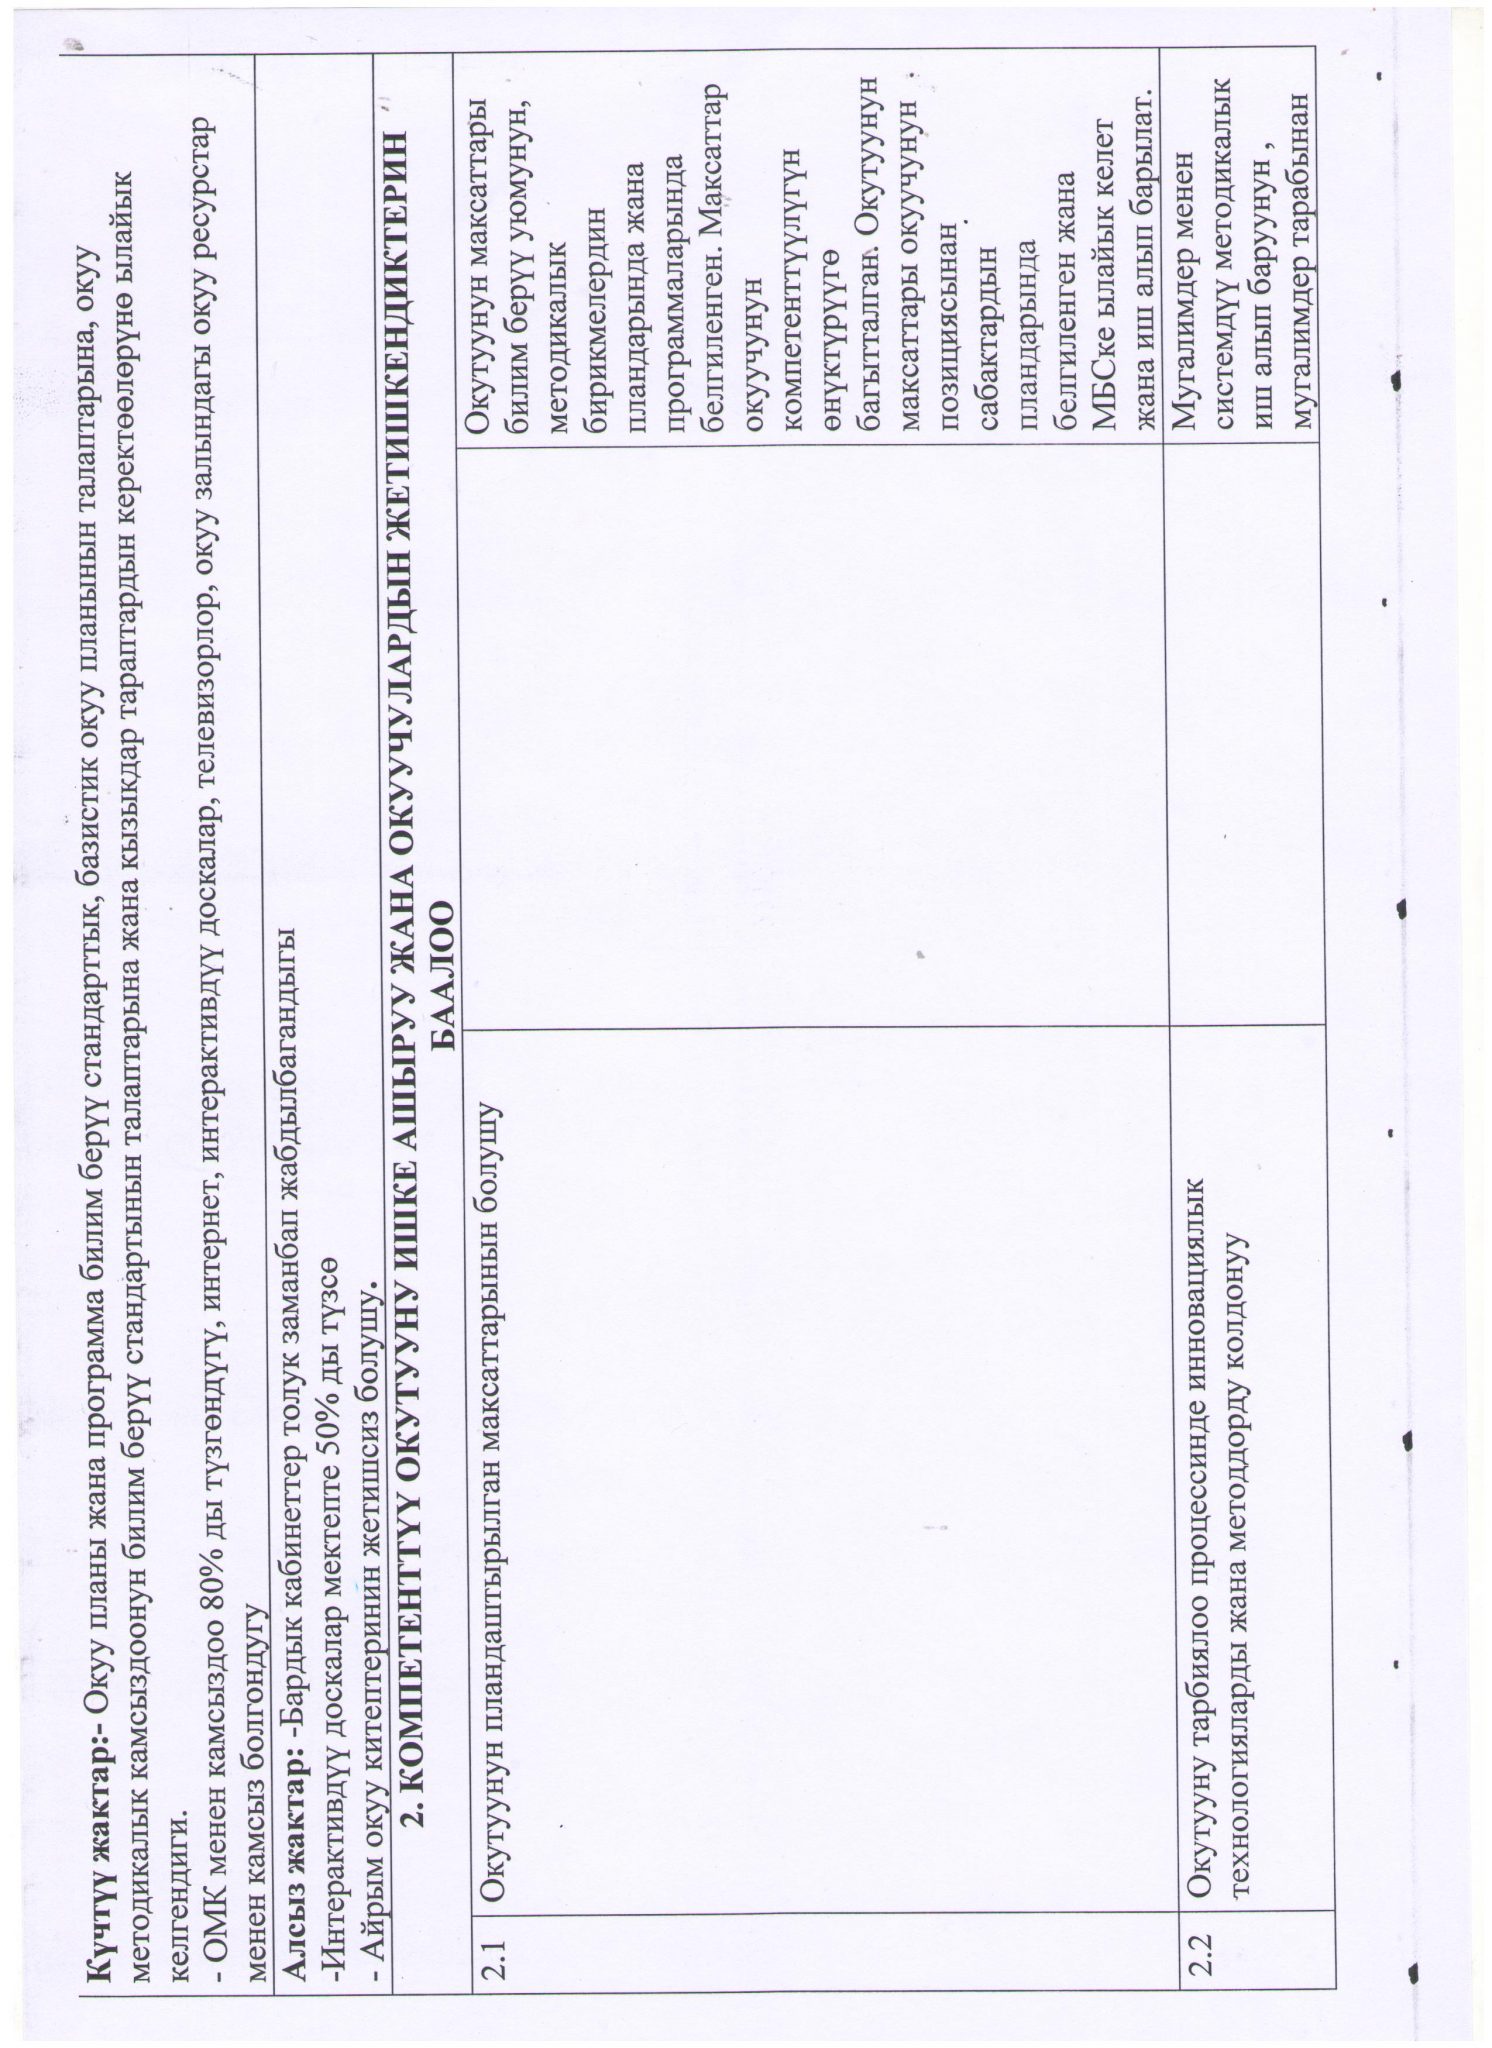 Күчтүү жактар:- Окуу планы жана программа билим берүү стандарттык, базистик окуу планынын талаптарына, окуу
методикалык камсыздоонун билим берүү стандартынын талаптарына жана кызыкдар тараптардын керектөөлөрүнө ылайык
келгендиги.
- ОМК менен камсыздоо 80% ды түзгөндүгү, интернет, интерактивдүү доскалар, телевизорлор, окуу залындагы окуу ресурстар
менен камсыз болгондугу
Алсыз жактар: -Бардык кабинеттер толук заманбап жабдылбагандыгы
-Интерактивдүү доскалар мектепте 50% ды түзсө
- Айрым окуу китептеринин жетишсиз болушу.
2. КОМПЕТЕНТТҮҮ ОКУТУУНУ ИШКЕ АШЫРУУ ЖАНА ОКУУЧУЛАРДЫН ЖЕТИШКЕНДИКТЕРИН
БААЛОО
2.1
Окутуунун пландаштырылган максаттарынын болушу
Окутуунун максаттары
билим берүү уюмунун,
методикалык
бирикмелердин
пландарында жана
программаларында
белгиленген. Максаттар
окуучунун
компетенттүүлүгүн
өнүктүрүүгө
багытталган. Окутуунун
максаттары окуучунун
позициясынан
сабактардын
пландарында
белгиленген жана
МБСке ылайык келет
жана иш алып барылат.
2.2
Окутууну тарбиялоо процессинде инновациялык
технологияларды жана методдорду колдонуу
Мугалимдер менен
системдүү методикалык
иш алып баруунун ,
мугалимдер тарабынан